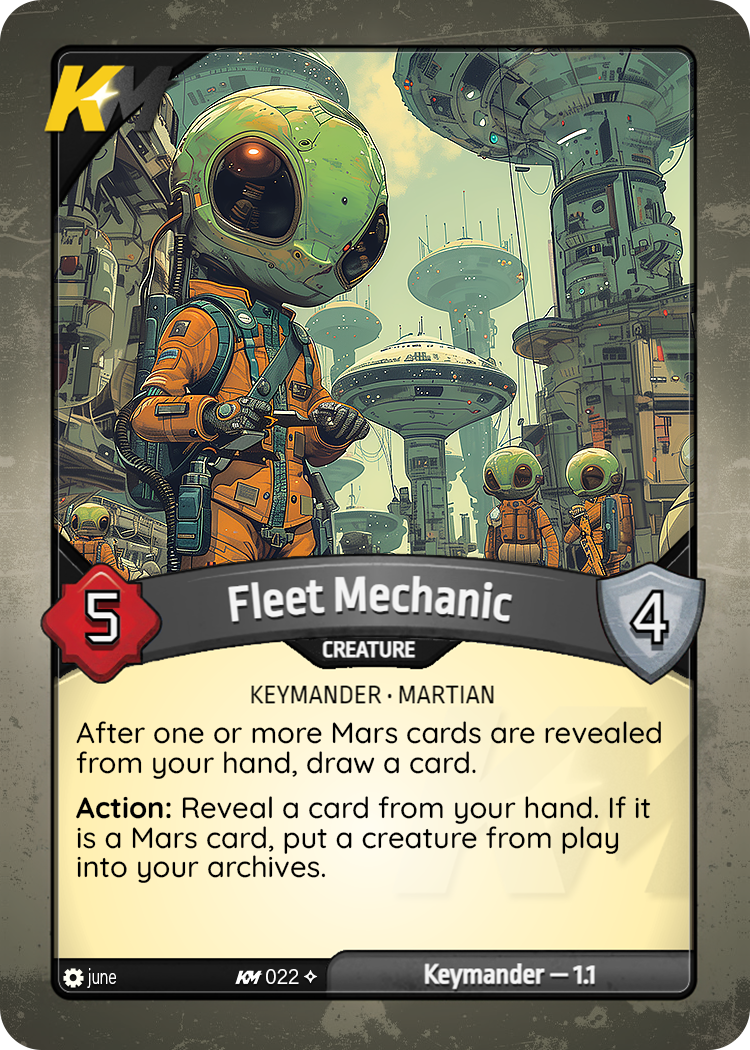 KM
Fleet Mechanic
5
4
CREATURE
KEYMANDER · MARTIAN
After one or more Mars cards are revealed
from your hand, draw a card.
Action: Reveal a card from your hand. If it
is a Mars card, put a creature from play
into your archives.
june
KM 022
Keymander — 1.1